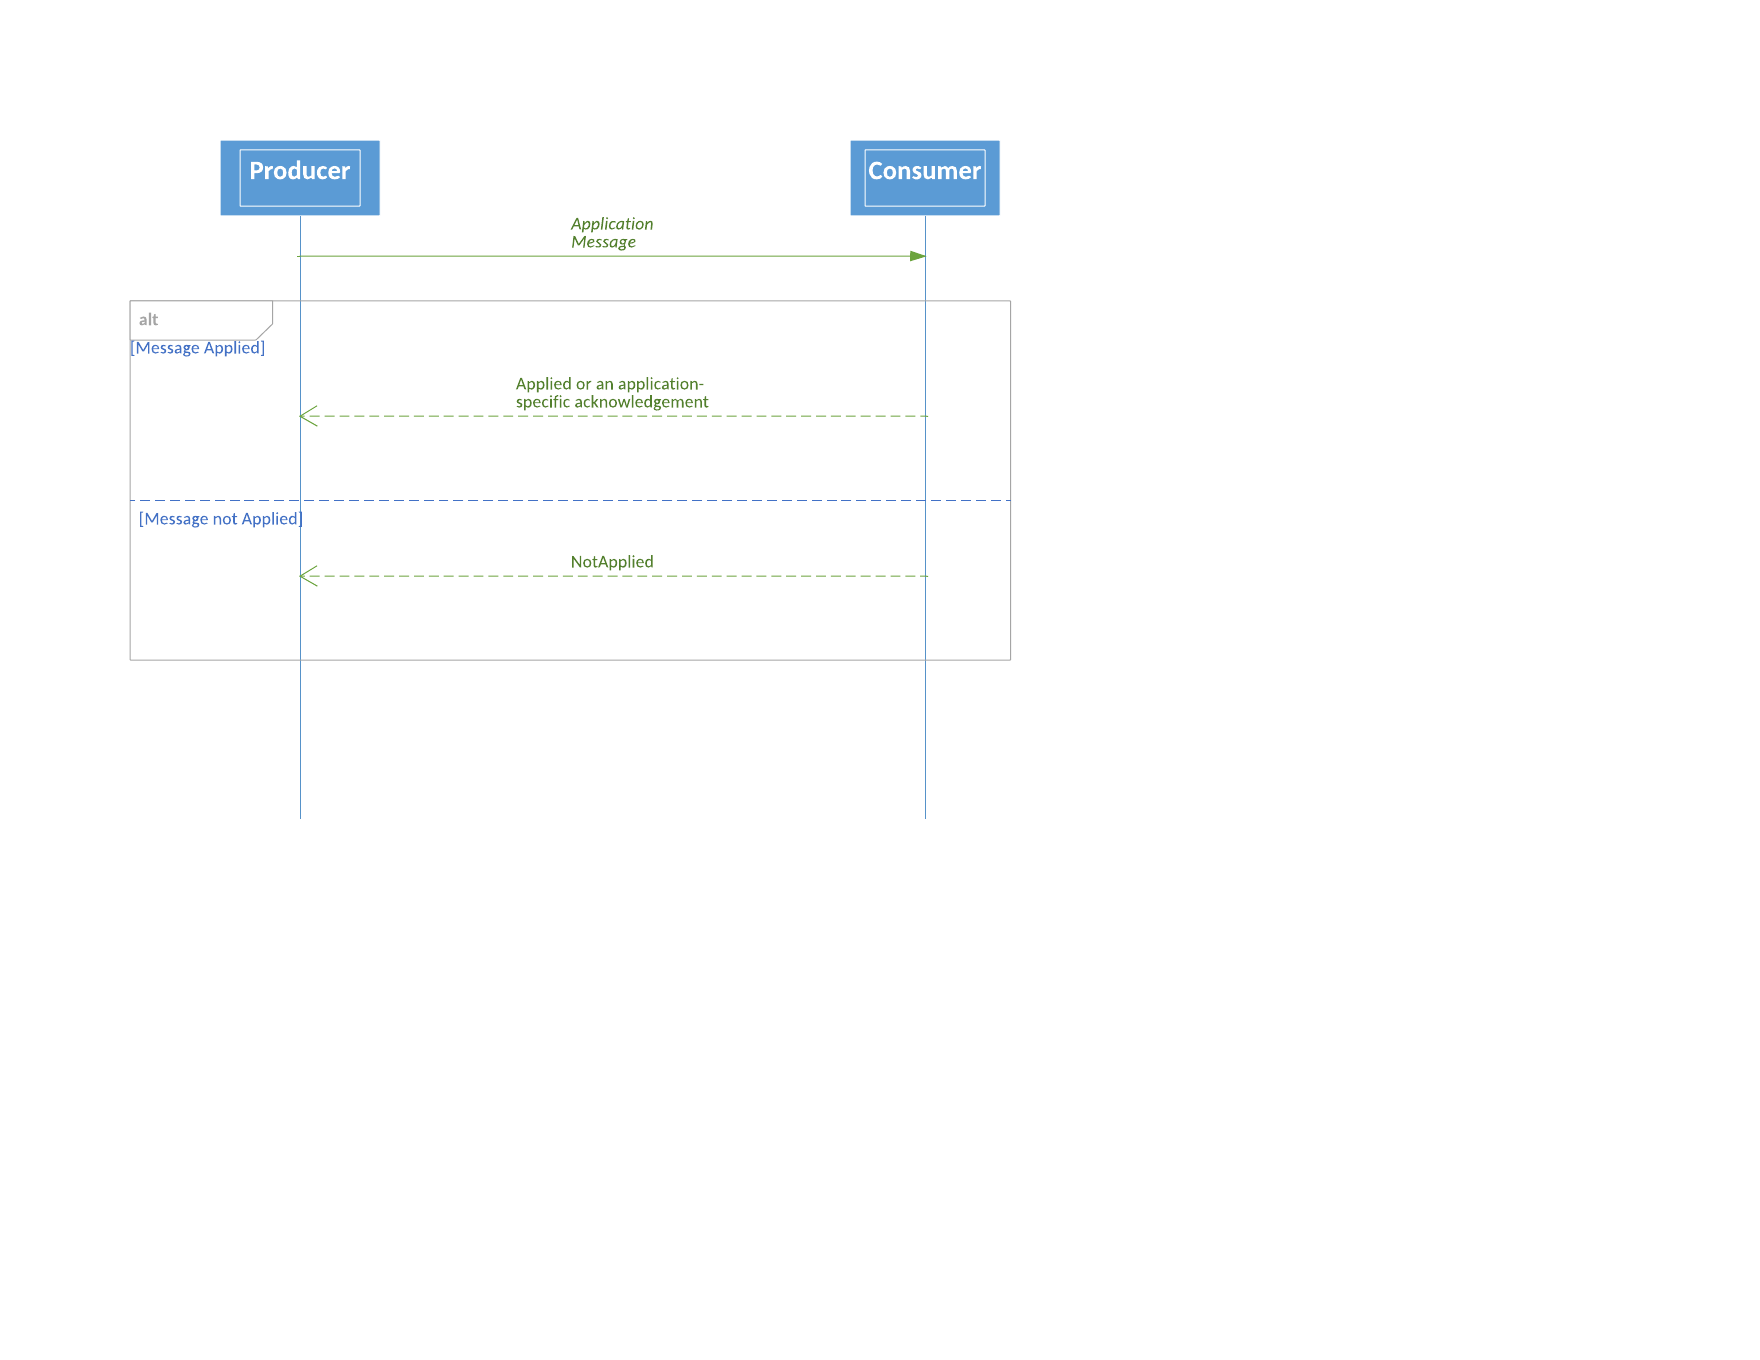 Producer
Consumer
Application
Message
alt
[Message Applied]
Applied or an application-
specific acknowledgement
[Message not Applied]
NotApplied